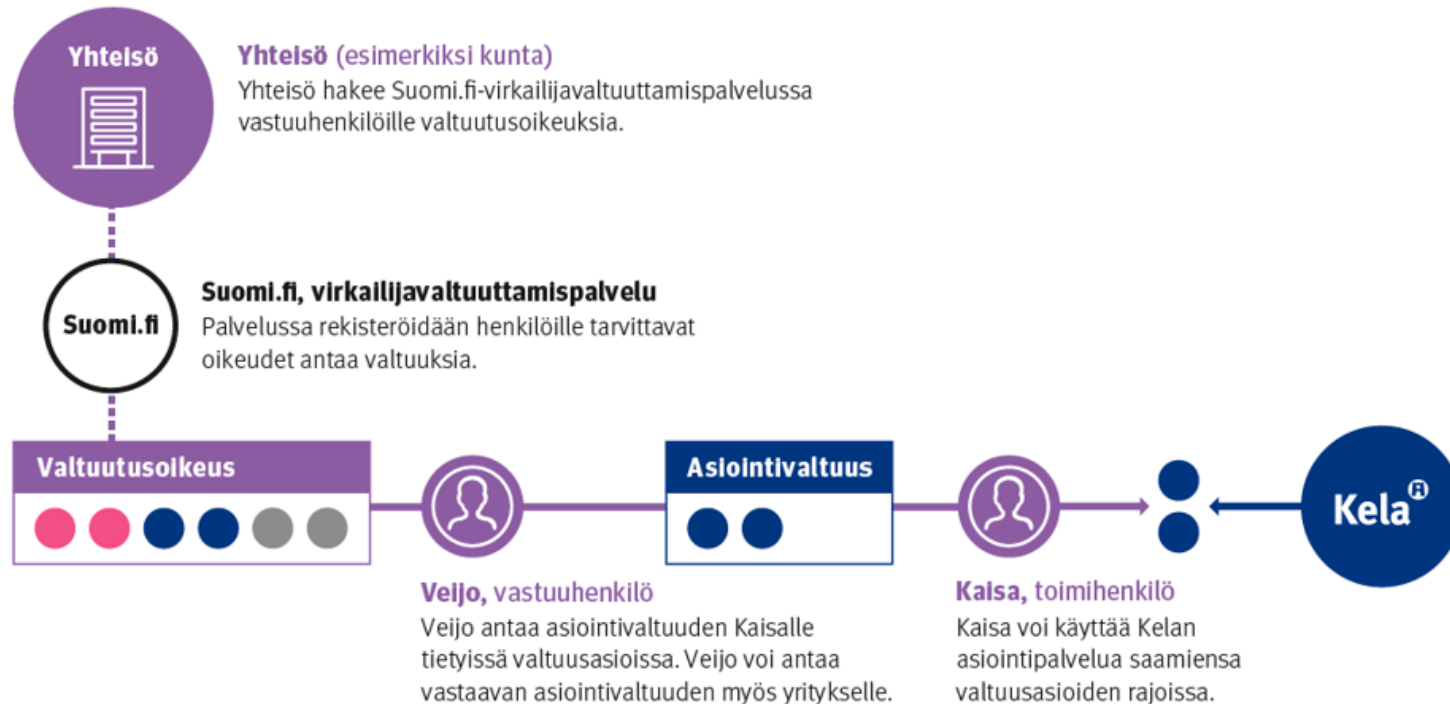 Yhteisö
Yhteisö (esimerkiksi kunta)
Yhteisö hakee Suomi.fi-virkailijavaltuuttamispalvelussa
vastuuhenkilöille valtuutusoikeuksia.
Suomi.fi
Suomi.fi, virkailijavaltuuttamispalvelu
Palvelussa rekisteröidään henkilöille tarvittavat
oikeudet antaa valtuuksia.
Valtuutusoikeus
Asiointivaltuus
Kela
Veijo, vastuuhenkilö
Veijo antaa asiointivaltuuden Kaisalle
tietyissä valtuusasioissa. Veijo voi antaa
vastaavan asiointivaltuuden myös yritykselle.
Kaisa, toimihenkilö
Kaisa voi käyttää Kelan
asiointipalvelua saamiensa
valtuusasioiden rajoissa.